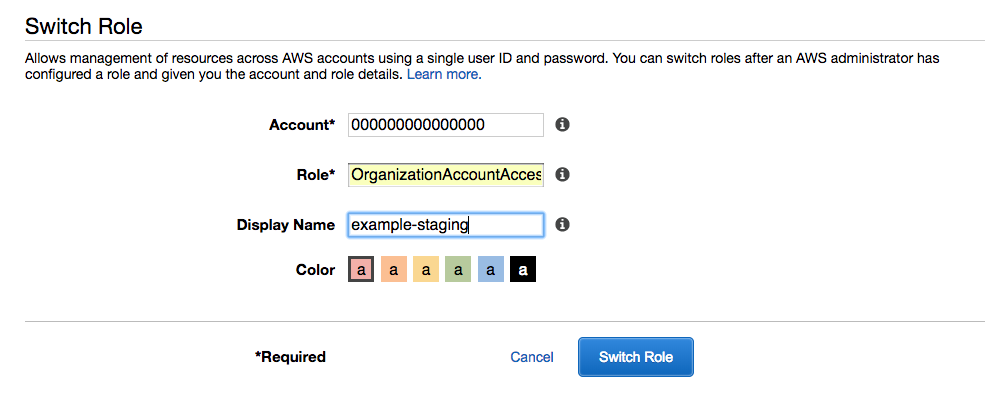 Switch Role
Allows management of resources across AWS accounts using a single user ID and password. You can switch roles after an AWS administrator has
configured a role and given you the account and role details. Learn more.
Account* 000000000000000
Role* OrganizationAccountAcces
Display Name example-staging
Color a a a a a a
*Required Cancel Switch Role